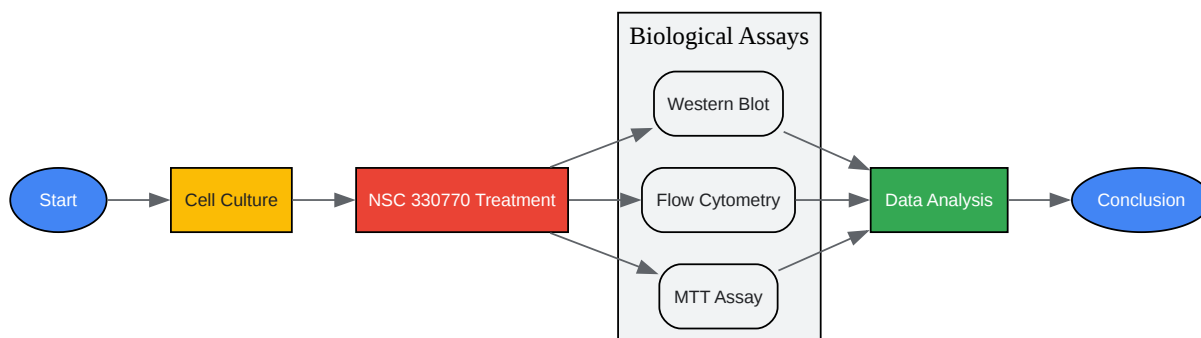 Biological Assays
Western Blot
Start
Cell Culture
NSC 330770 Treatment
Flow Cytometry
Data Analysis
Conclusion
MTT Assay